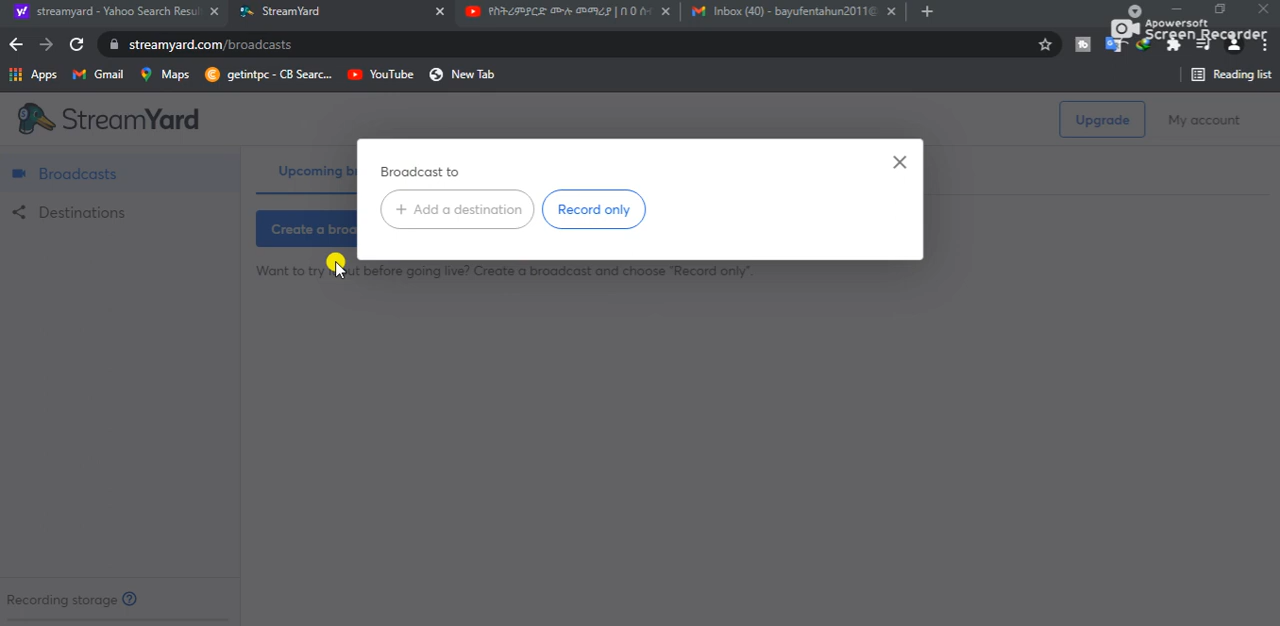 streamyard - Yahoo Search Resul
StreamYard
የስትሪምያርድ ሙሉ መማሪያ | በ 0 ሰ
Inbox (40) - bayufentahun2011@
Apowersoft
Screen Recorder
streamyard.com/broadcasts
Apps
Gmail
Maps
getintpc - CB Searc...
YouTube
New Tab
Reading list
StreamYard
Upgrade
My account
Broadcasts
Destinations
Upcoming b
Broadcast to
+ Add a destination
Record only
Create a broa
Want to try it out before going live? Create a broadcast and choose "Record only".
Recording storage